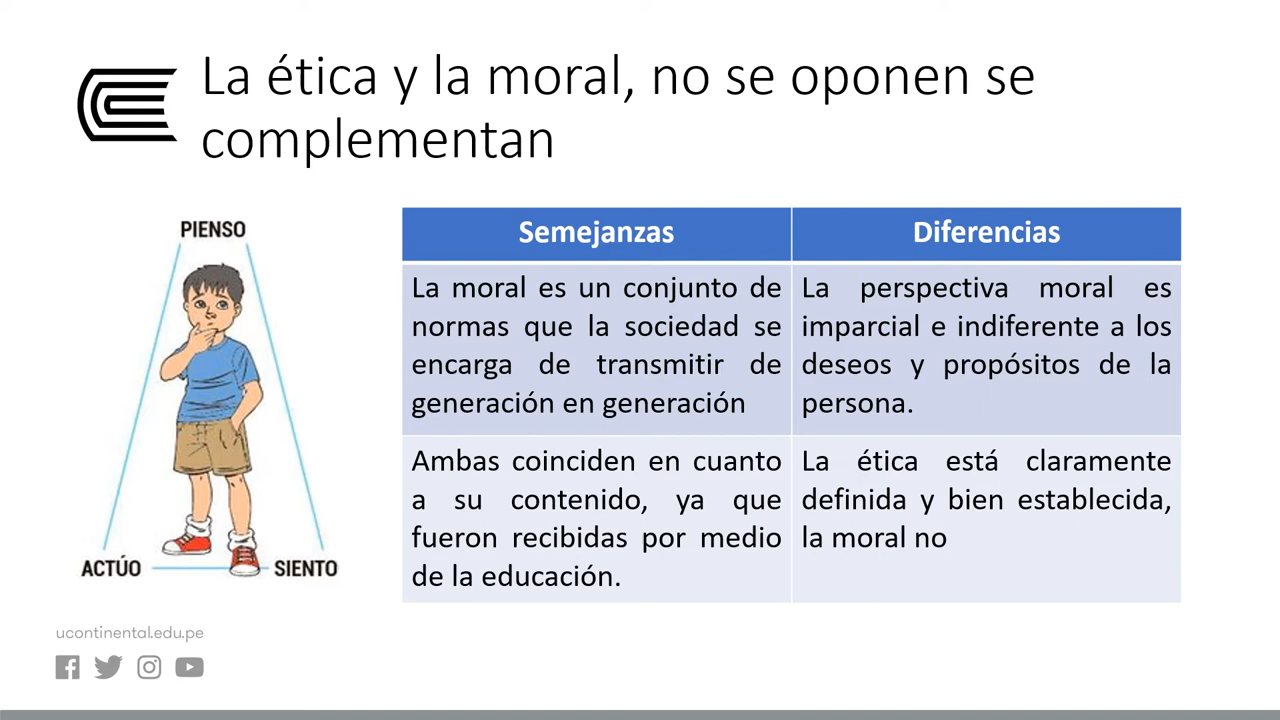 La ética y la moral, no se oponen se
complementan
PIENSO
ACTÚO
SIENTO
Semejanzas
Diferencias
La moral es un conjunto de
normas que la sociedad se
encarga de transmitir de
generación en generación
La perspectiva moral es
imparcial e indiferente a los
deseos y propósitos de la
persona.
Ambas coinciden en cuanto
a su contenido, ya que
fueron recibidas por medio
de la educación.
La ética está claramente
definida y bien establecida,
la moral no
ucontinental.edu.pe